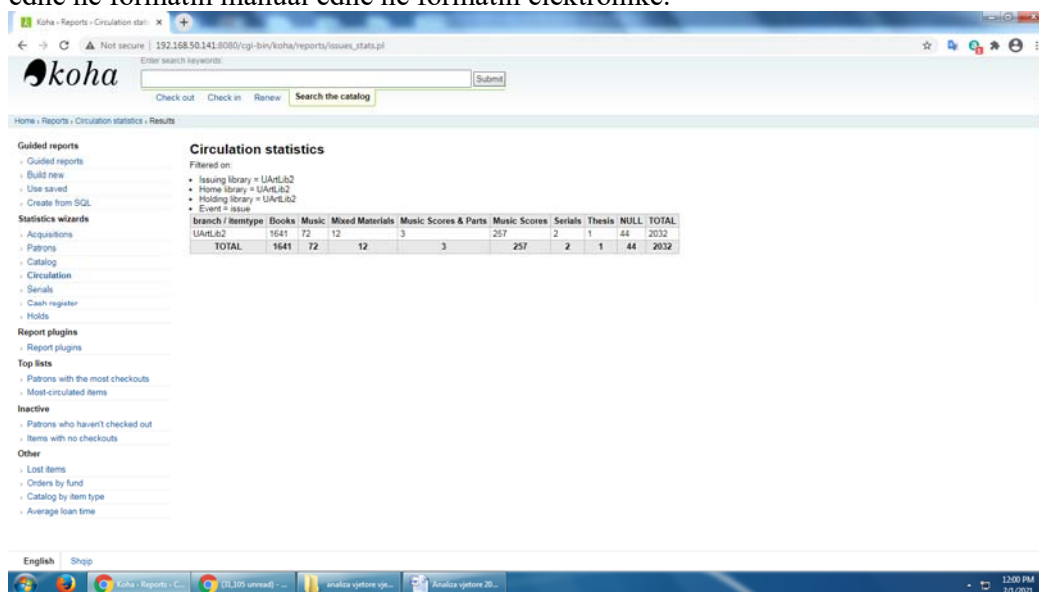 edhe në formatin manual edhe në formatin elektronik.
Koha › Reports › Circulation stati
Not secure | 192.168.50.141:8080/cgi-bin/koha/reports/issues_stats.pl
koha
Enter search keywords:
Submit
Check out Check in Renew Search the catalog
Home › Reports › Circulation statistics › Results
Guided reports
Guided reports
Build new
Use saved
Create from SQL
Statistics wizards
Acquisitions
Patrons
Catalog
Circulation
Serials
Cash register
Holds
Report plugins
Report plugins
Top lists
Patrons with the most checkouts
Most-circulated items
Inactive
Patrons who haven't checked out
Items with no checkouts
Other
Lost items
Orders by fund
Catalog by item type
Average loan time
Circulation statistics
Filtered on:
Issuing library = UArtLib2
Home library = UArtLib2
Holding library = UArtLib2
Event = issue
branch / itemtype Books Music Mixed Materials Music Scores & Parts Music Scores Serials Thesis NULL TOTAL
UArtLib2 1641 72 12 3 257 2 1 44 2032
TOTAL 1641 72 12 3 257 2 1 44 2032
English Shqip
Koha › Reports › C... (31,105 unread) - ... analiza vjetore vje... Analiza vjetore 20...
12:00 PM
2/1/2021